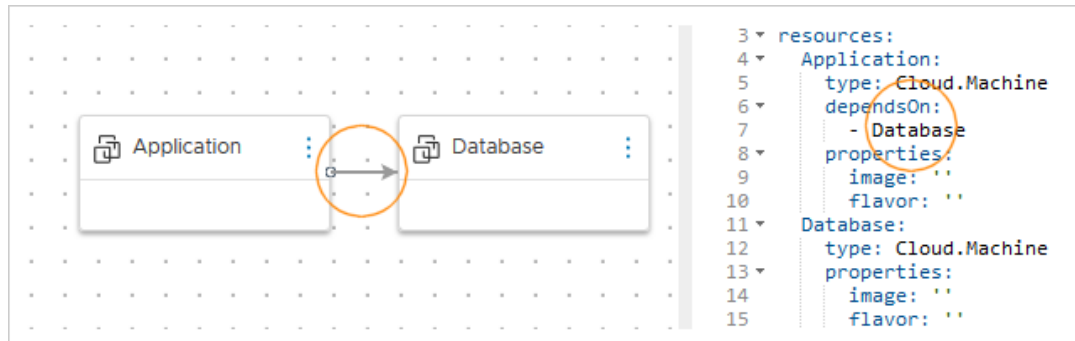 Application
Database
3 resources:
4 Application:
5 type: Cloud.Machine
6 dependsOn:
7 - Database
8 properties:
9 image: ''
10 flavor: ''
11 Database:
12 type: Cloud.Machine
13 properties:
14 image: ''
15 flavor: ''